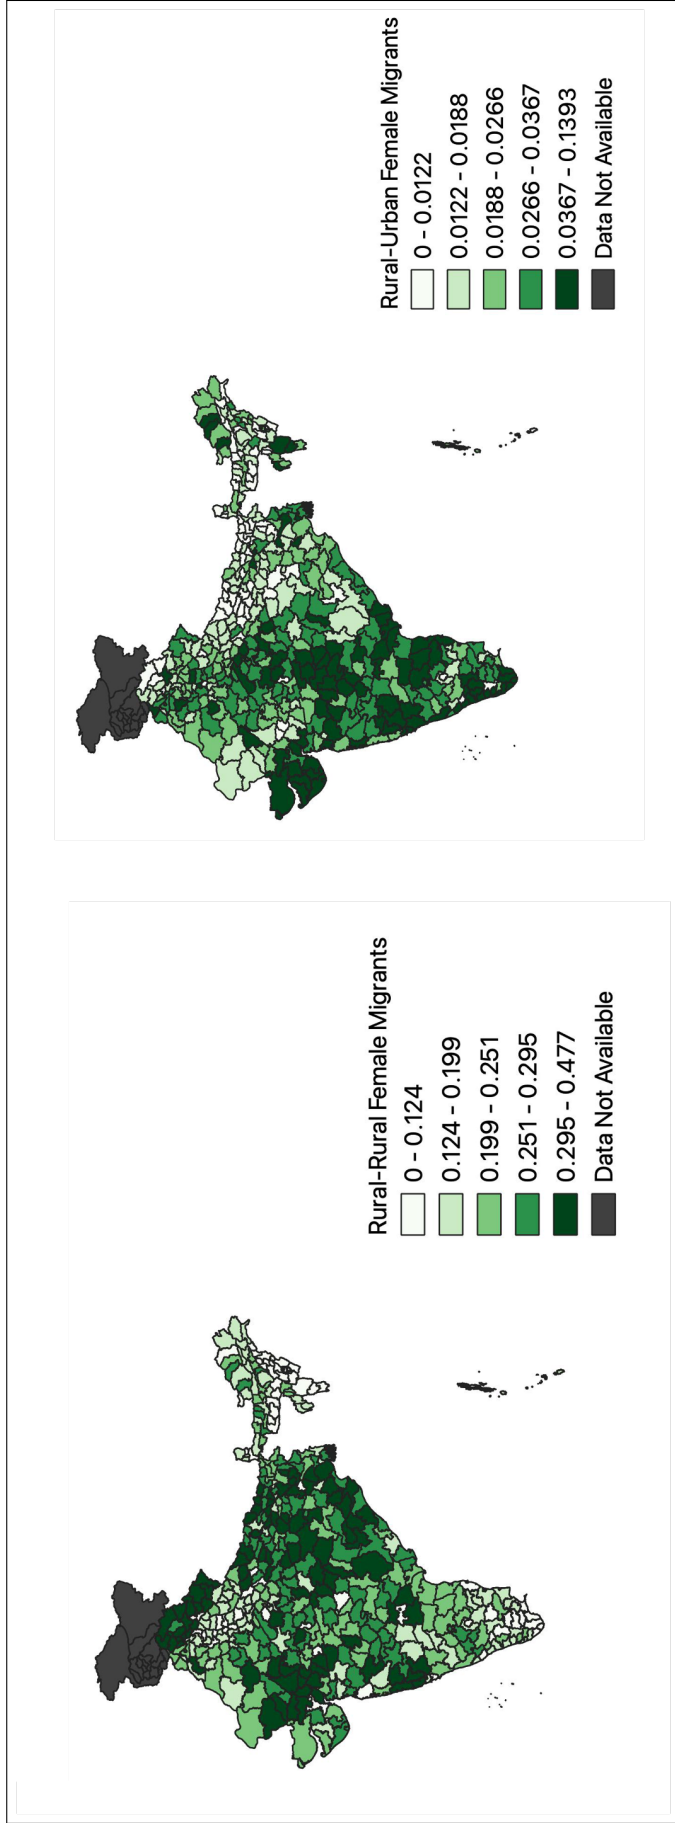 Rural-Rural Female Migrants
0 - 0.124
0.124 - 0.199
0.199 - 0.251
0.251 - 0.295
0.295 - 0.477
Data Not Available
Rural-Urban Female Migrants
0 - 0.0122
0.0122 - 0.0188
0.0188 - 0.0266
0.0266 - 0.0367
0.0367 - 0.1393
Data Not Available